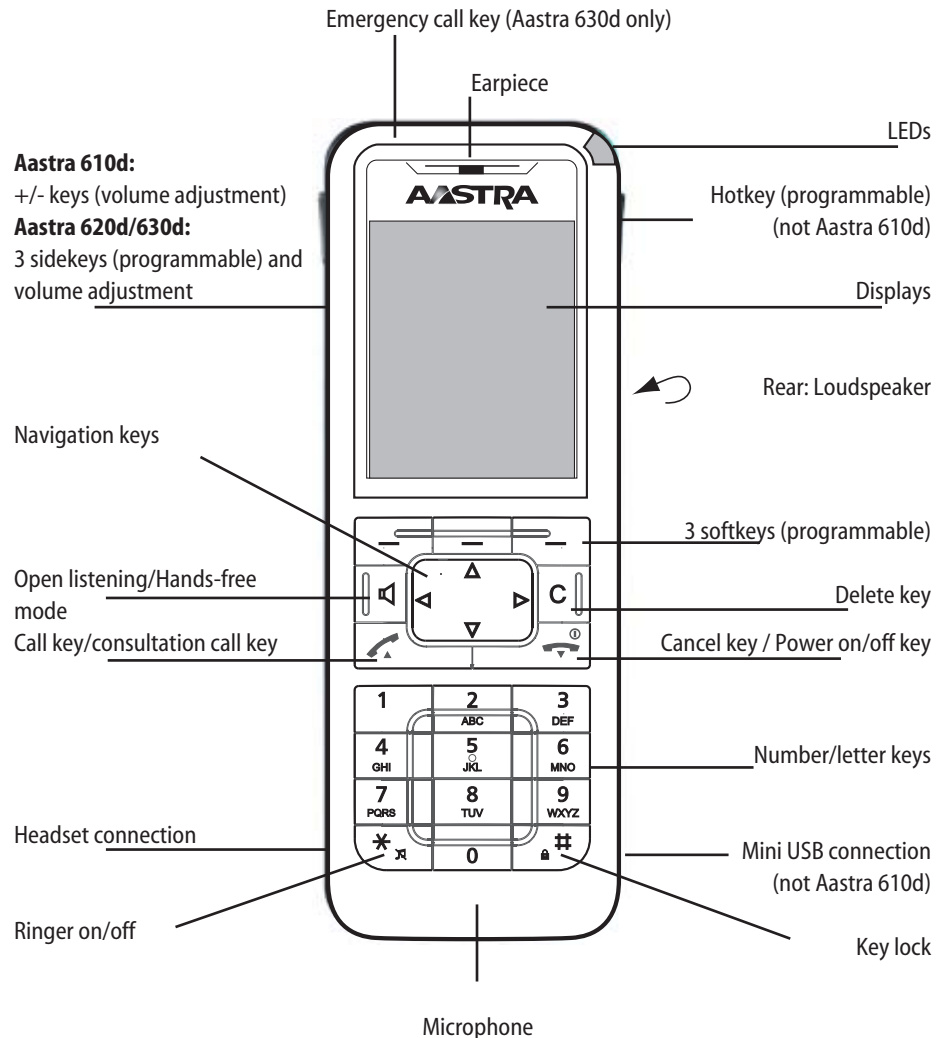 Emergency call key (Aastra 630d only)
Earpiece
LEDs
Aastra 610d:
+/- keys (volume adjustment)
Aastra 620d/630d:
3 sidekeys (programmable) and
volume adjustment
Hotkey (programmable)
(not Aastra 610d)
AASTRA
Displays
Rear: Loudspeaker
Navigation keys
3 softkeys (programmable)
Open listening/Hands-free
mode
C
Delete key
Call key/consultation call key
Cancel key / Power on/off key
1 2 3
ABC DEF
4 5 6
GHI JKL MNO
Number/letter keys
7 8 9
PQRS TUV WXYZ
Headset connection
* 0 #
Mini USB connection
(not Aastra 610d)
Ringer on/off
Key lock
Microphone